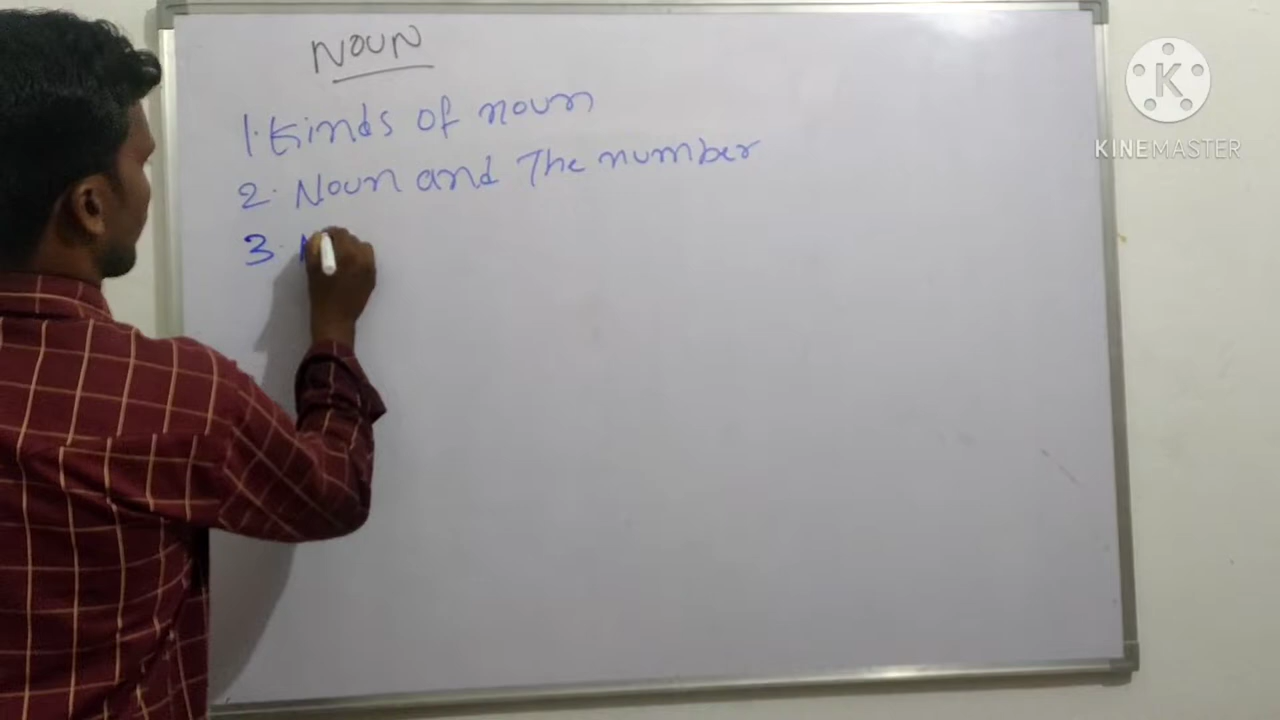 NOUN
1. Kinds of noun
2. Noun and The number
3. N
K
KINEMASTER